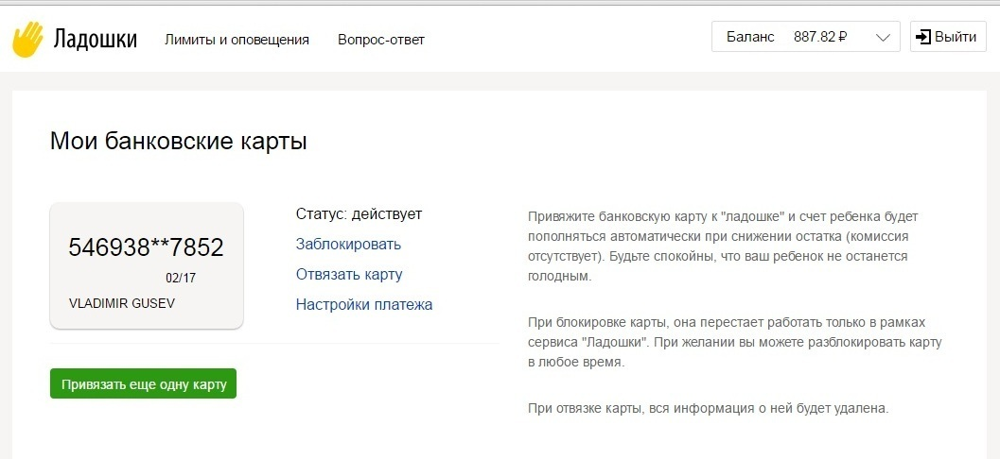 Ладошки Лимиты и оповещения Вопрос-ответ Баланс 887.82 ₽ Выйти
Мои банковские карты
546938**7852
02/17
VLADIMIR GUSEV
Привязать еще одну карту
Статус: действует
Заблокировать
Отвязать карту
Настройки платежа
Привяжите банковскую карту к "ладошке" и счет ребенка будет
пополняться автоматически при снижении остатка (комиссия
отсутствует). Будьте спокойны, что ваш ребенок не останется
голодным.
При блокировке карты, она перестает работать только в рамках
сервиса "Ладошки". При желании вы можете разблокировать карту
в любое время.
При отвязке карты, вся информация о ней будет удалена.